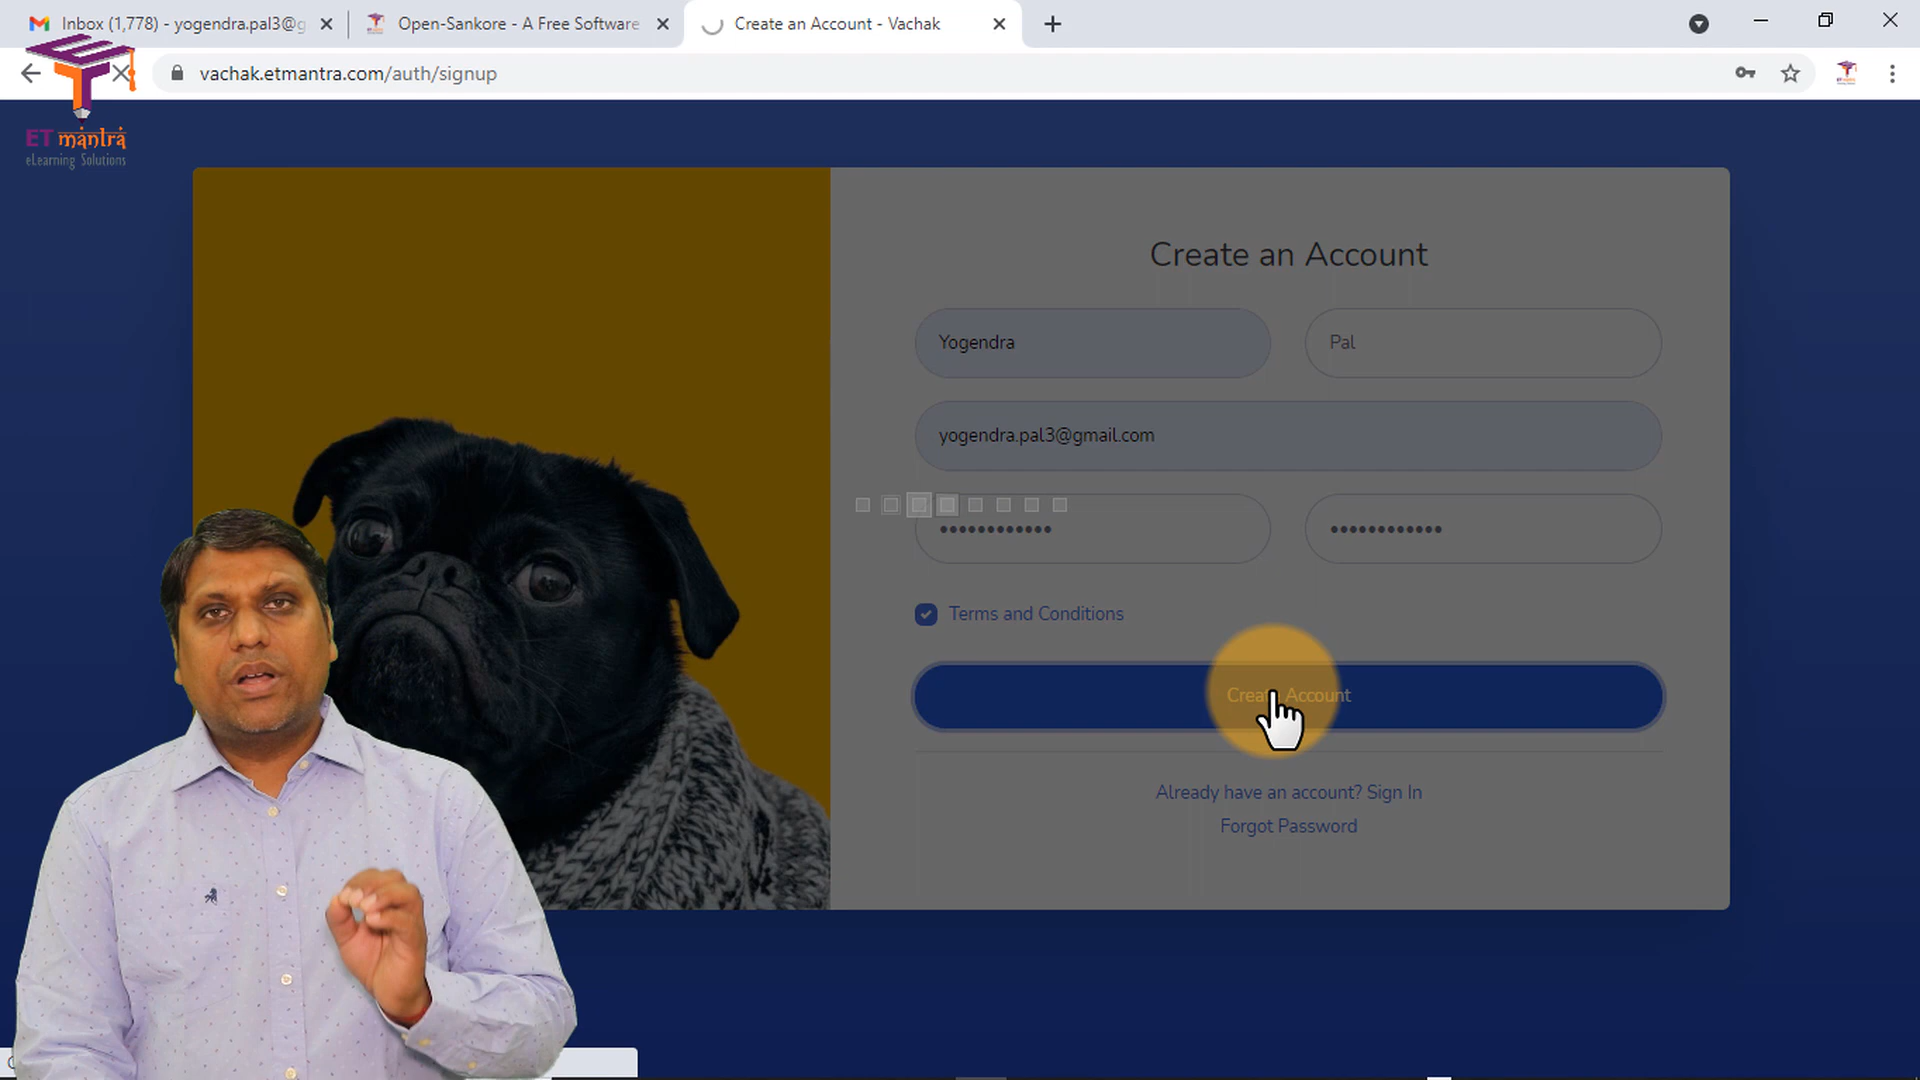 Inbox (1,778) - yogendra.pal3@g
Open-Sankore - A Free Software
Create an Account - Vachak
vachak.etmantra.com/auth/signup
ET mantra
eLearning Solutions
Create an Account
Yogendra
Pal
yogendra.pal3@gmail.com
••••••••••••
••••••••••••
Terms and Conditions
Create Account
Already have an account? Sign In
Forgot Password